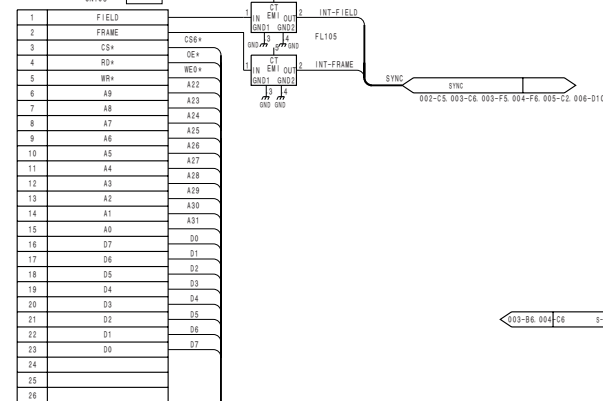 1 FIELD
2 FRAME
3 CS* CS6*
4 RD* OE*
5 WR* WE0*
6 A9 A22
7 A8 A23
8 A7 A24
9 A6 A25
10 A5 A26
11 A4 A27
12 A3 A28
13 A2 A29
14 A1 A30
15 A0 A31
16 D7 D0
17 D6 D1
18 D5 D2
19 D4 D3
20 D3 D4
21 D2 D5
22 D1 D6
23 D0 D7
24
25
26
CT
1 IN EMI OUT 2 INT-FIELD
GND1 GND2
3 4
GND GND
FL105
5
CT
1 IN EMI OUT 2 INT-FRAME
GND1 GND2
3 4
GND GND
SYNC
SYNC
002-C5, 003-C6, 003-F5, 004-F6, 005-C2, 006-D10
003-B6, 004-C6 S-